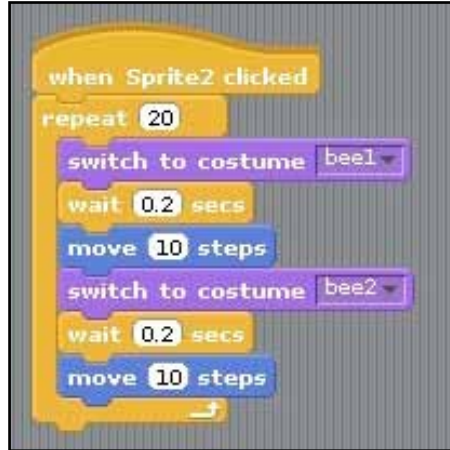 when Sprite2 clicked
repeat 20
switch to costume bee1
wait 0.2 secs
move 10 steps
switch to costume bee2
wait 0.2 secs
move 10 steps